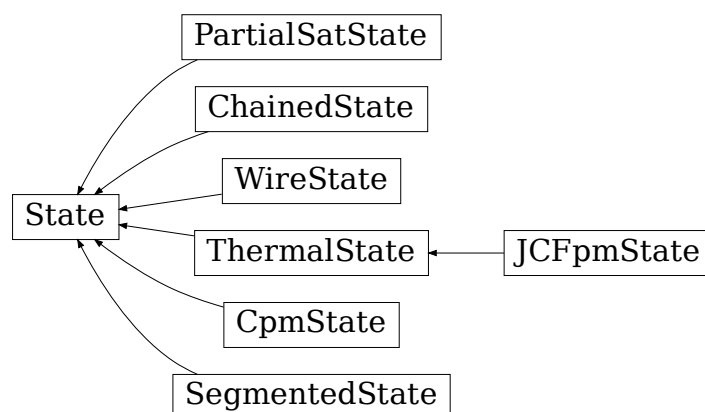 PartialSatState
ChainedState
WireState
State
ThermalState
JCFpmState
CpmState
SegmentedState